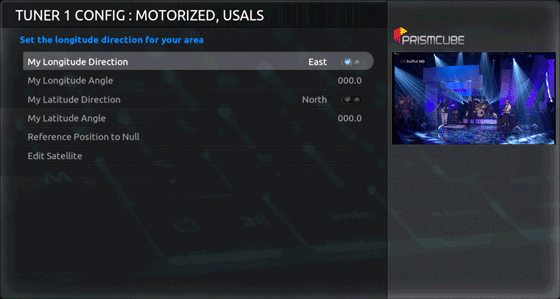 TUNER 1 CONFIG : MOTORIZED, USALS
Set the longitude direction for your area
My Longitude Direction East
My Longitude Angle 000.0
My Latitude Direction North
My Latitude Angle 000.0
Reference Position to Null
Edit Satellite
PRISMCUBE